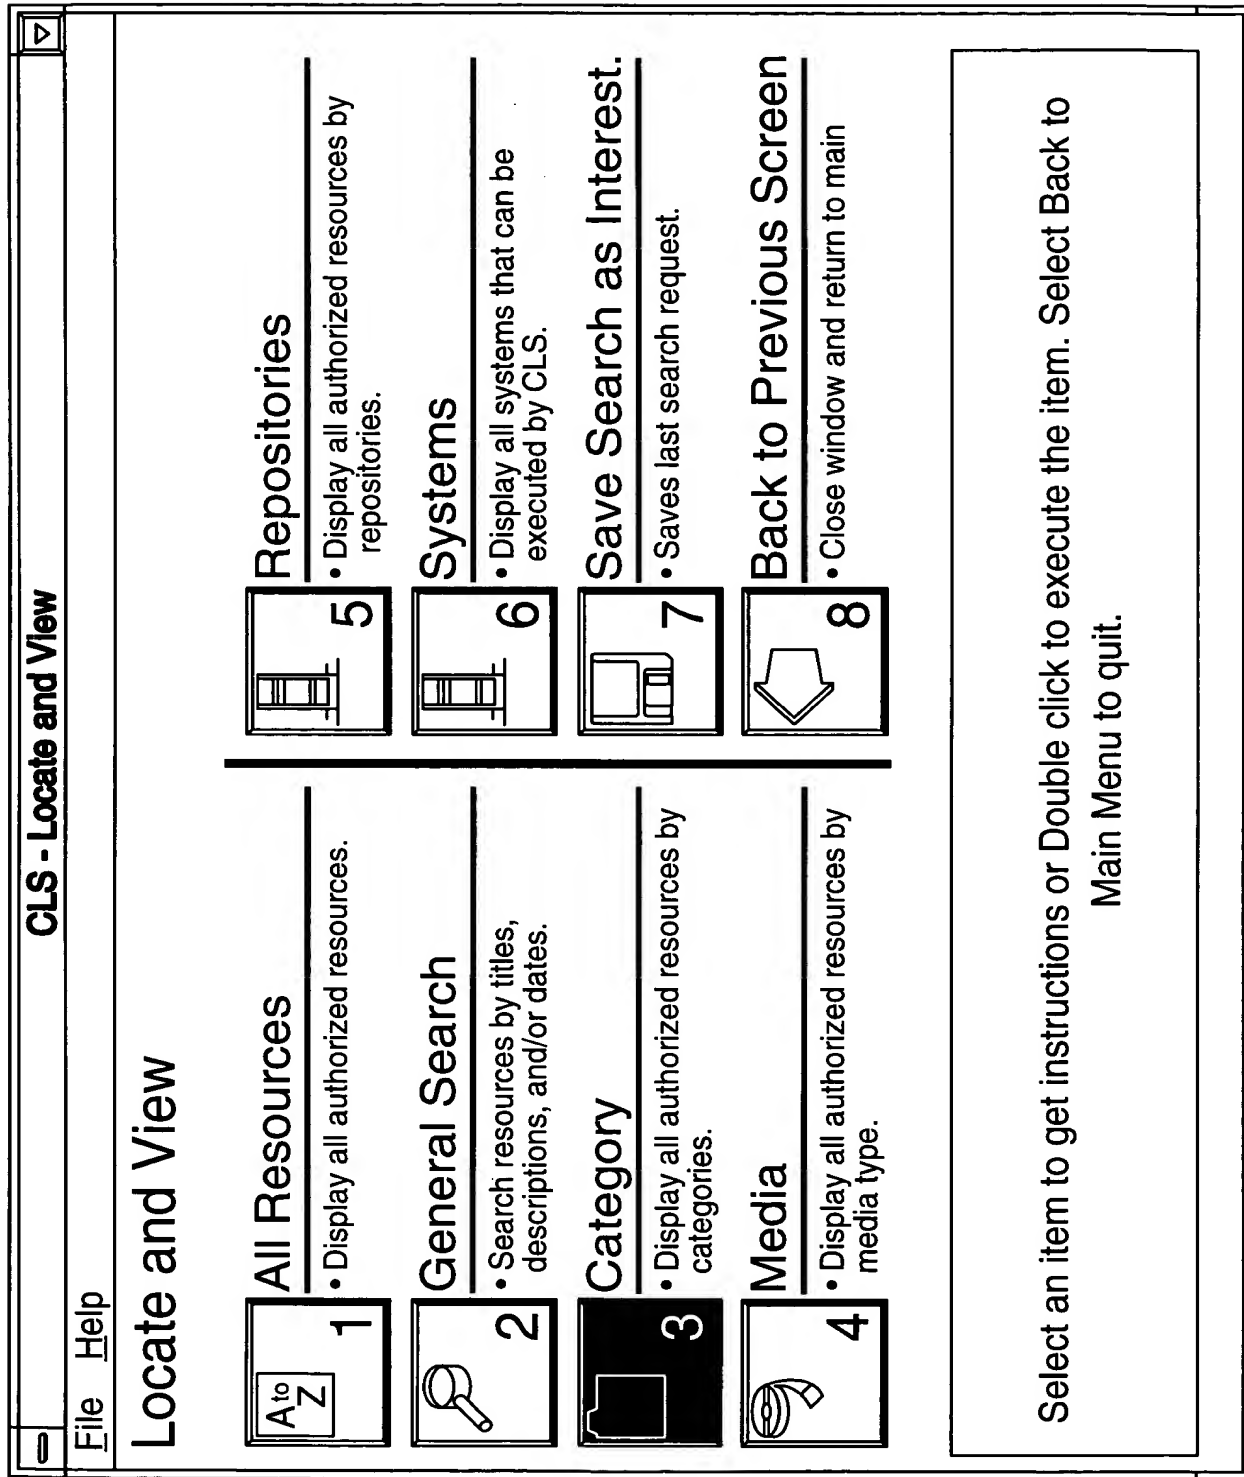 CLS - Locate and View
File Help
Locate and View
A to
Z
1
All Resources
• Display all authorized resources.
2
General Search
• Search resources by titles,
descriptions, and/or dates.
3
Category
• Display all authorized resources by
categories.
4
Media
• Display all authorized resources by
media type.
5
Repositories
• Display all authorized resources by
repositories.
6
Systems
• Display all systems that can be
executed by CLS.
7
Save Search as Interest.
• Saves last search request.
8
Back to Previous Screen
• Close window and return to main
Select an item to get instructions or Double click to execute the item. Select Back to
Main Menu to quit.